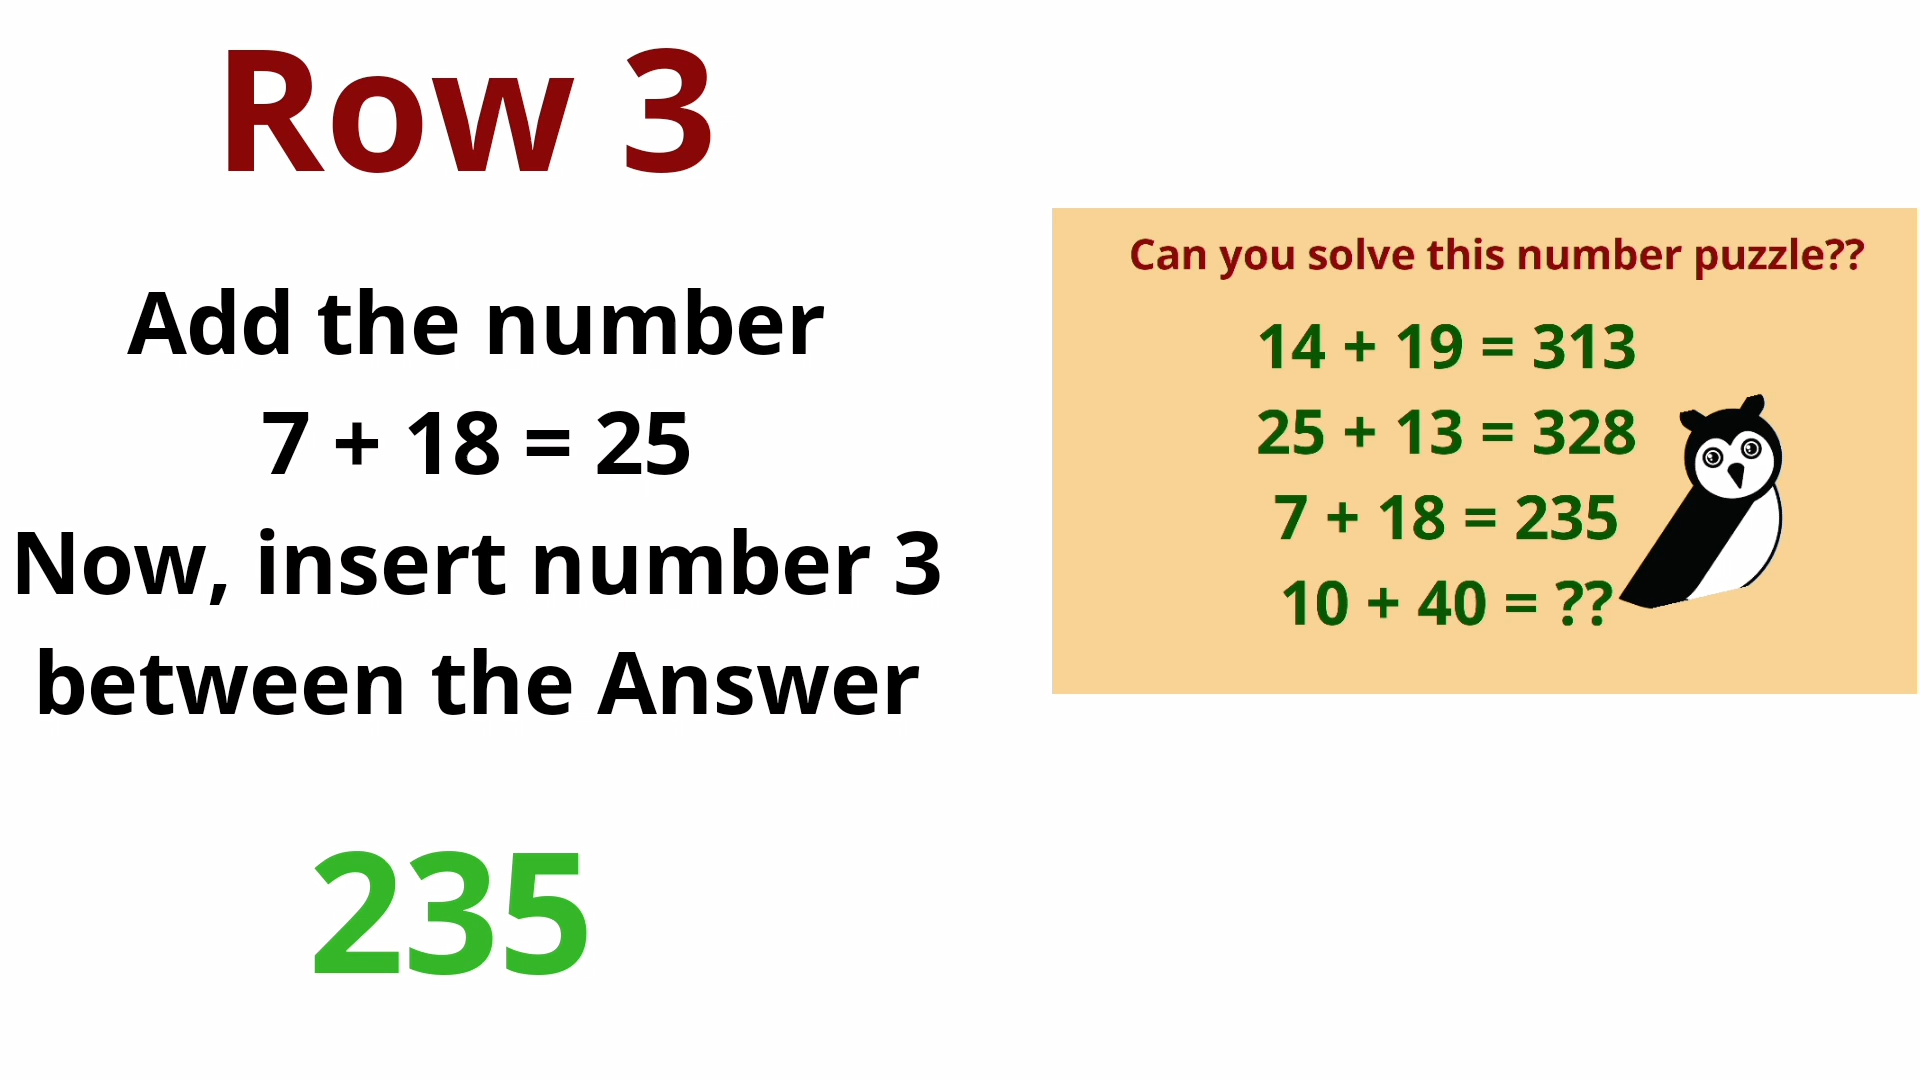 Row 3
Add the number
7 + 18 = 25
Now, insert number 3
between the Answer
235
Can you solve this number puzzle??
14 + 19 = 313
25 + 13 = 328
7 + 18 = 235
10 + 40 = ??